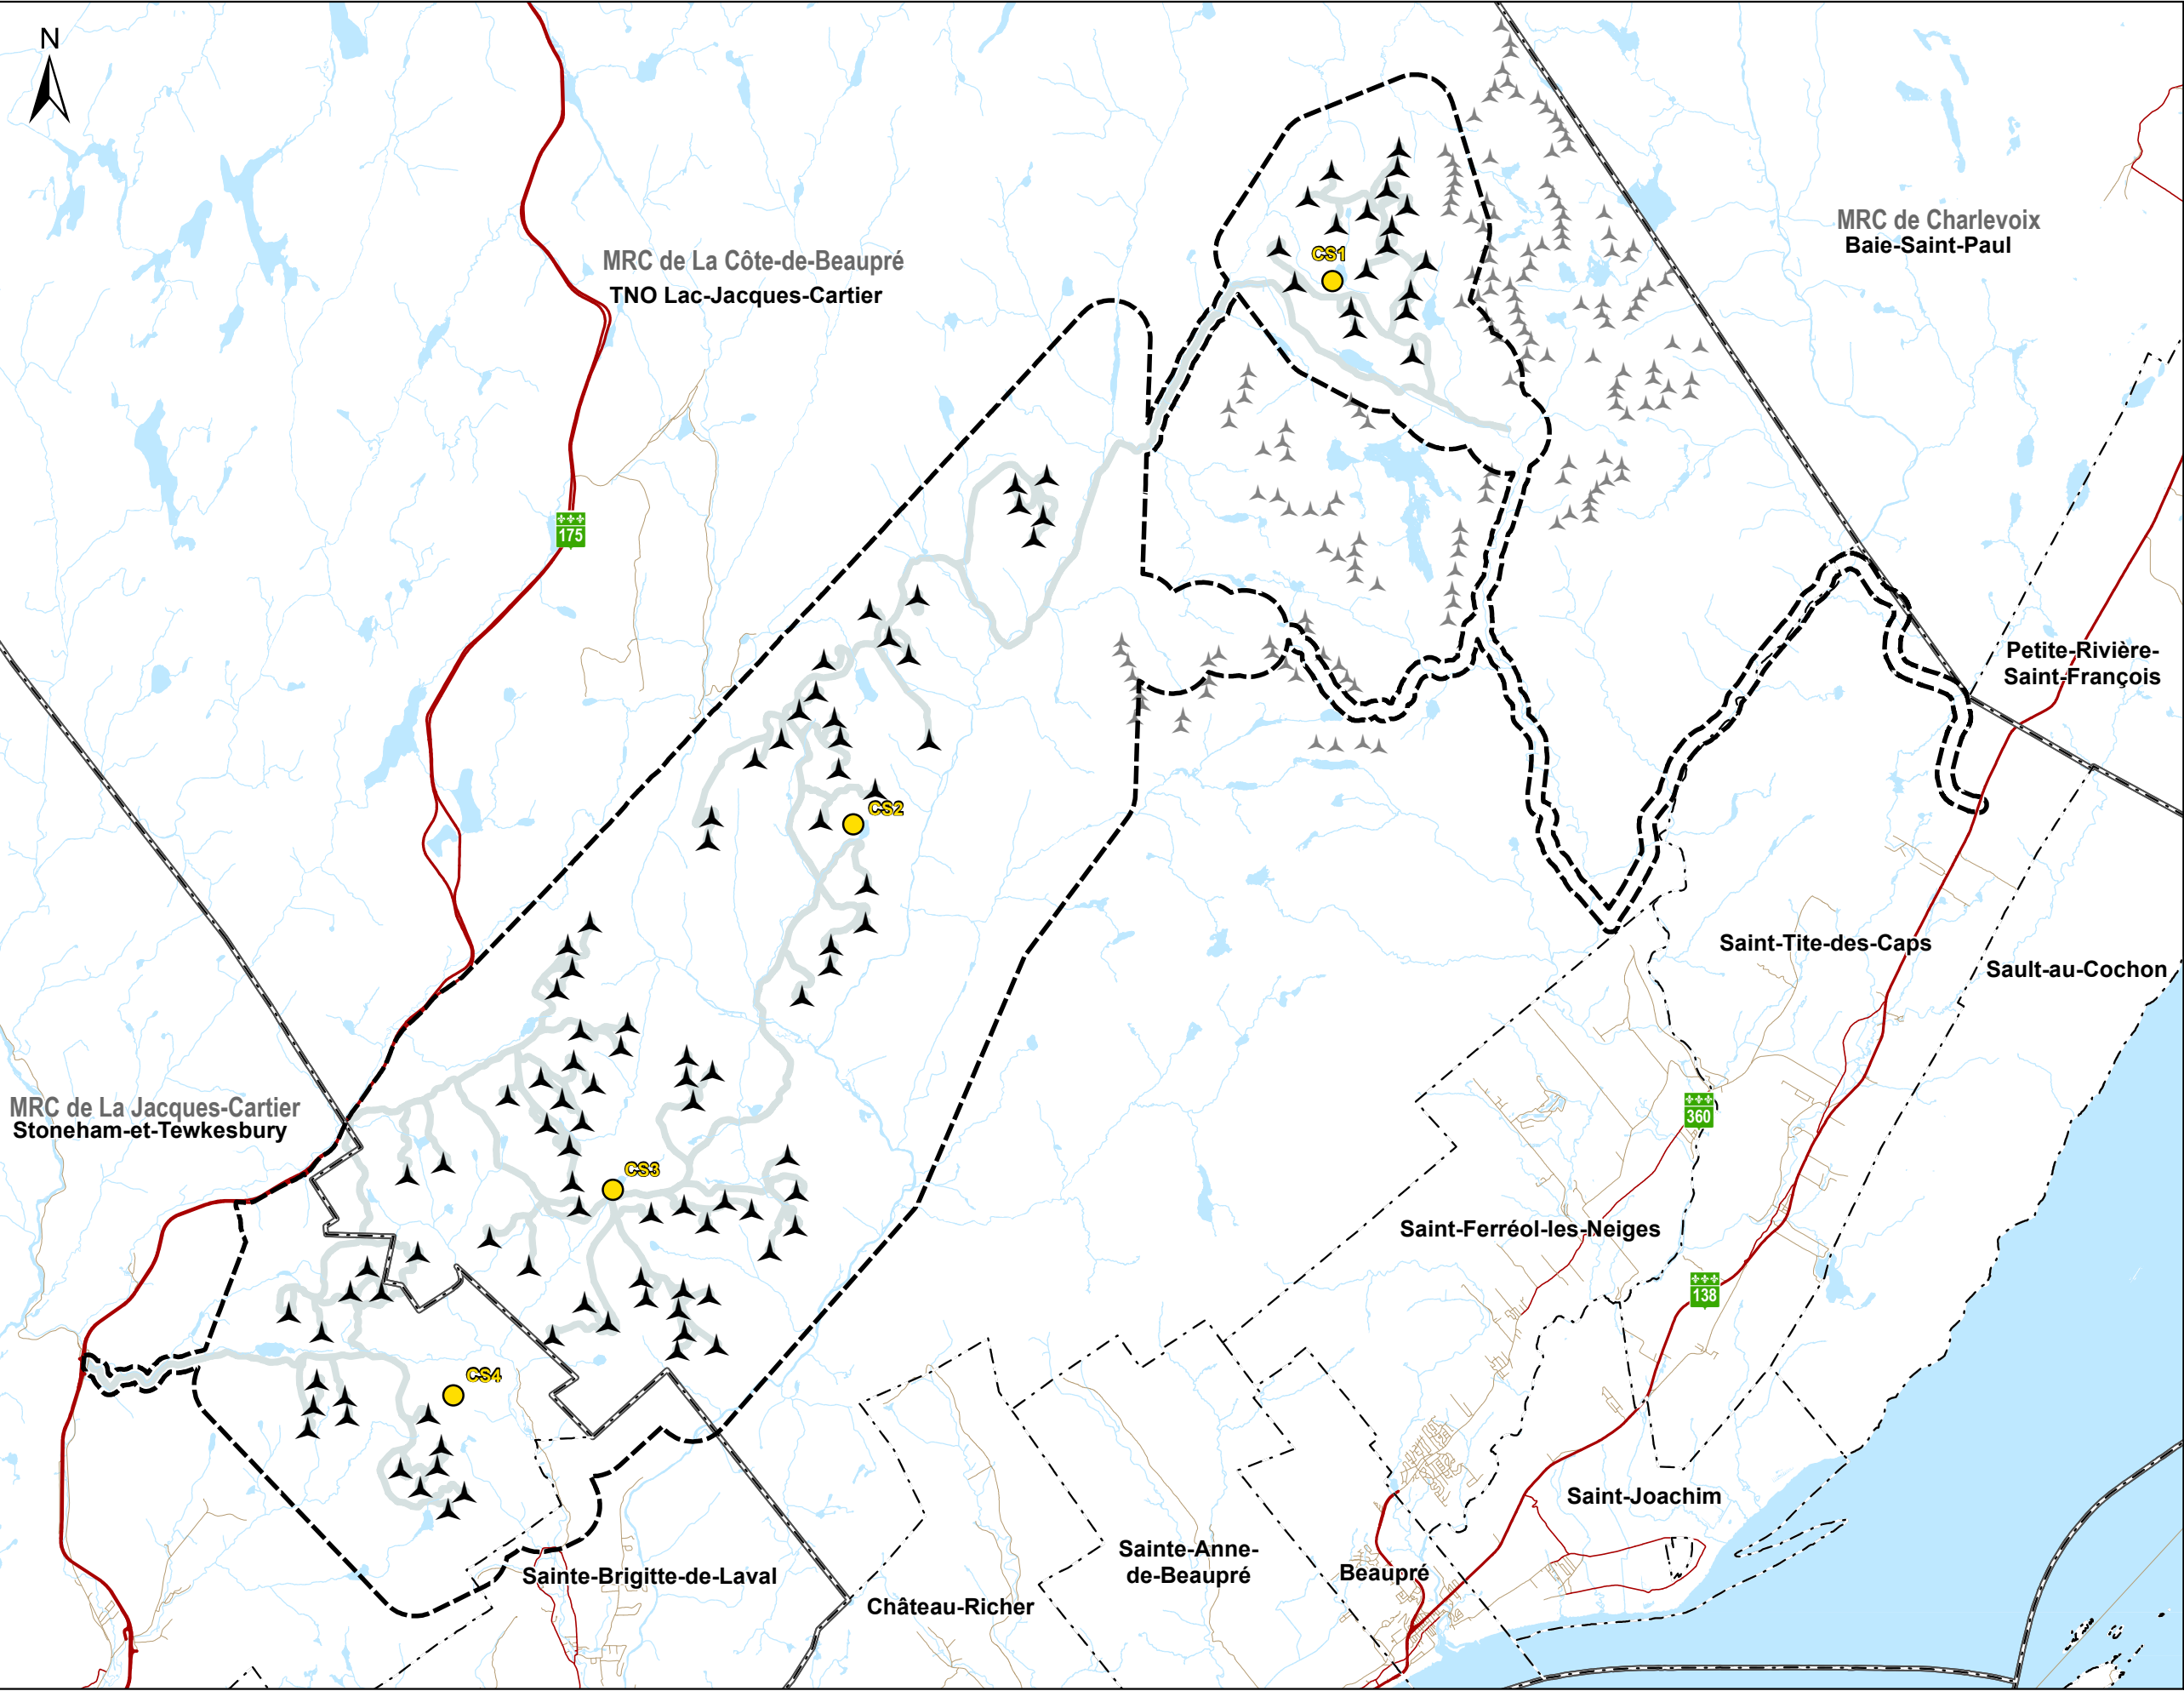 N
MRC de Charlevoix
Baie-Saint-Paul
MRC de La Côte-de-Beaupré
TNO Lac-Jacques-Cartier
CS1
175
Petite-Rivière-
Saint-François
CS2
Saint-Tite-des-Caps
Sault-au-Cochon
MRC de La Jacques-Cartier
Stoneham-et-Tewkesbury
360
CS3
Saint-Ferréol-les-Neiges
138
CS4
Saint-Joachim
Sainte-Anne-
de-Beaupré
Beaupré
Sainte-Brigitte-de-Laval
Château-Richer